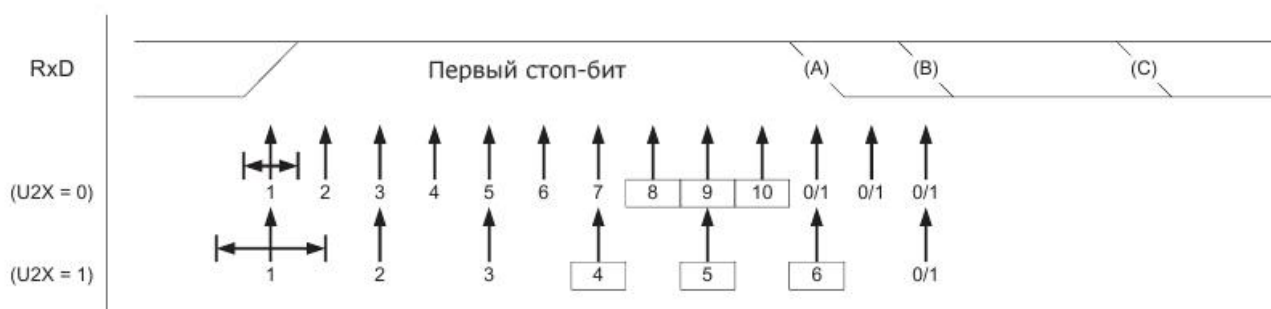 RxD Первый стоп-бит (A) (B) (C)
(U2X = 0) 1 2 3 4 5 6 7 8 9 10 0/1 0/1 0/1
(U2X = 1) 1 2 3 4 5 6 0/1